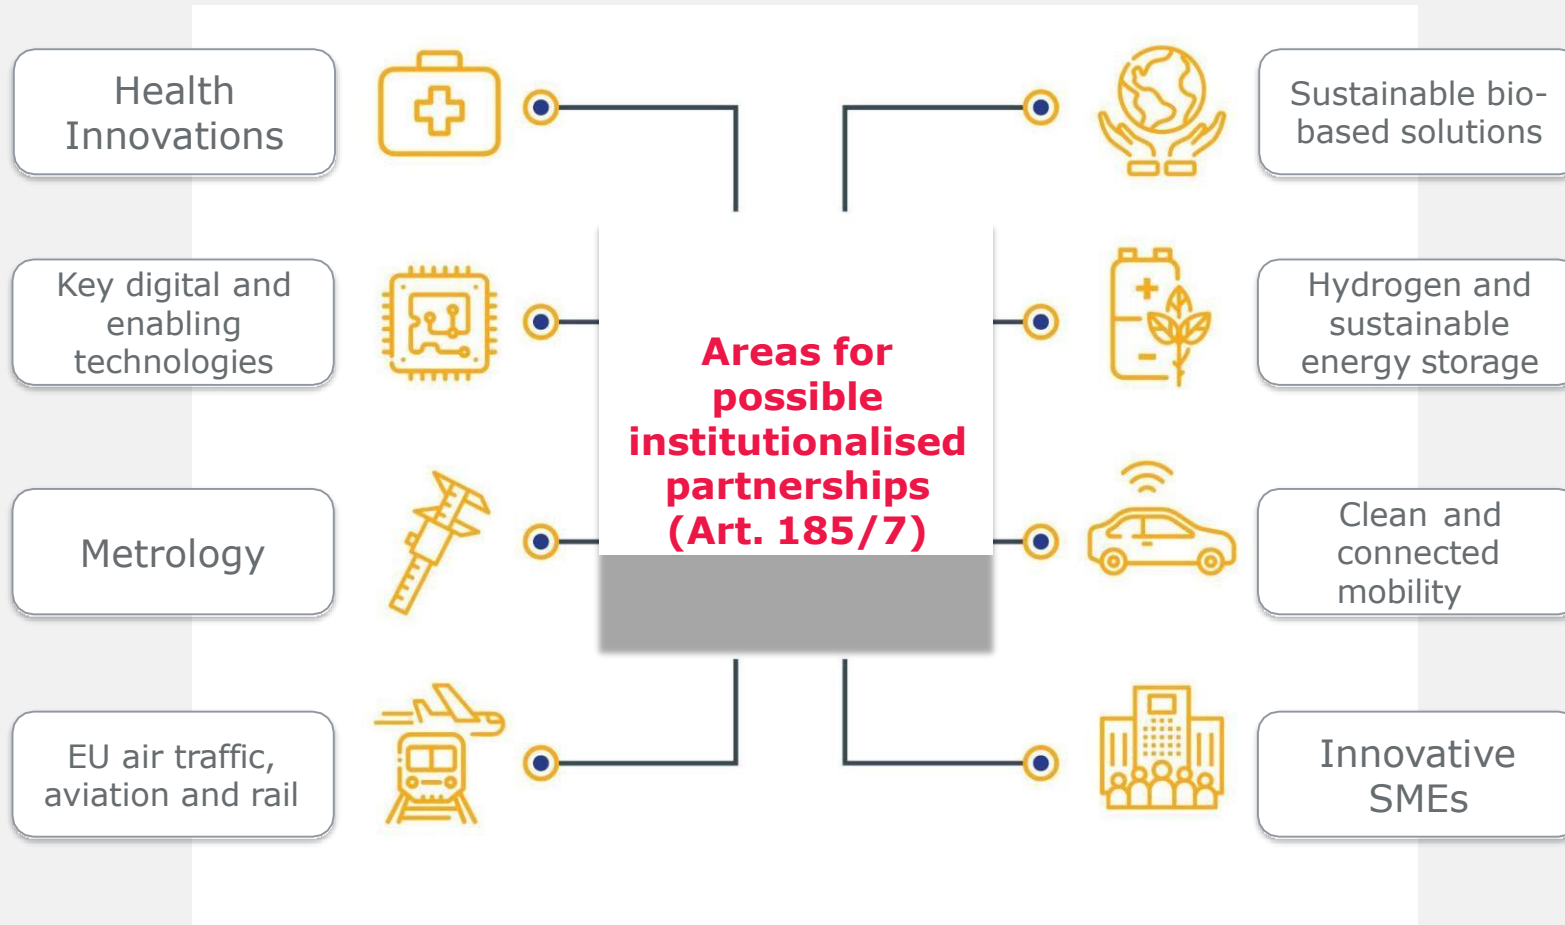 Health
Innovations
Key digital and
enabling
technologies
Metrology
EU air traffic,
aviation and rail
Areas for
possible
institutionalised
partnerships
(Art. 185/7)
Sustainable bio-
based solutions
Hydrogen and
sustainable
energy storage
Clean and
connected
mobility
Innovative
SMEs